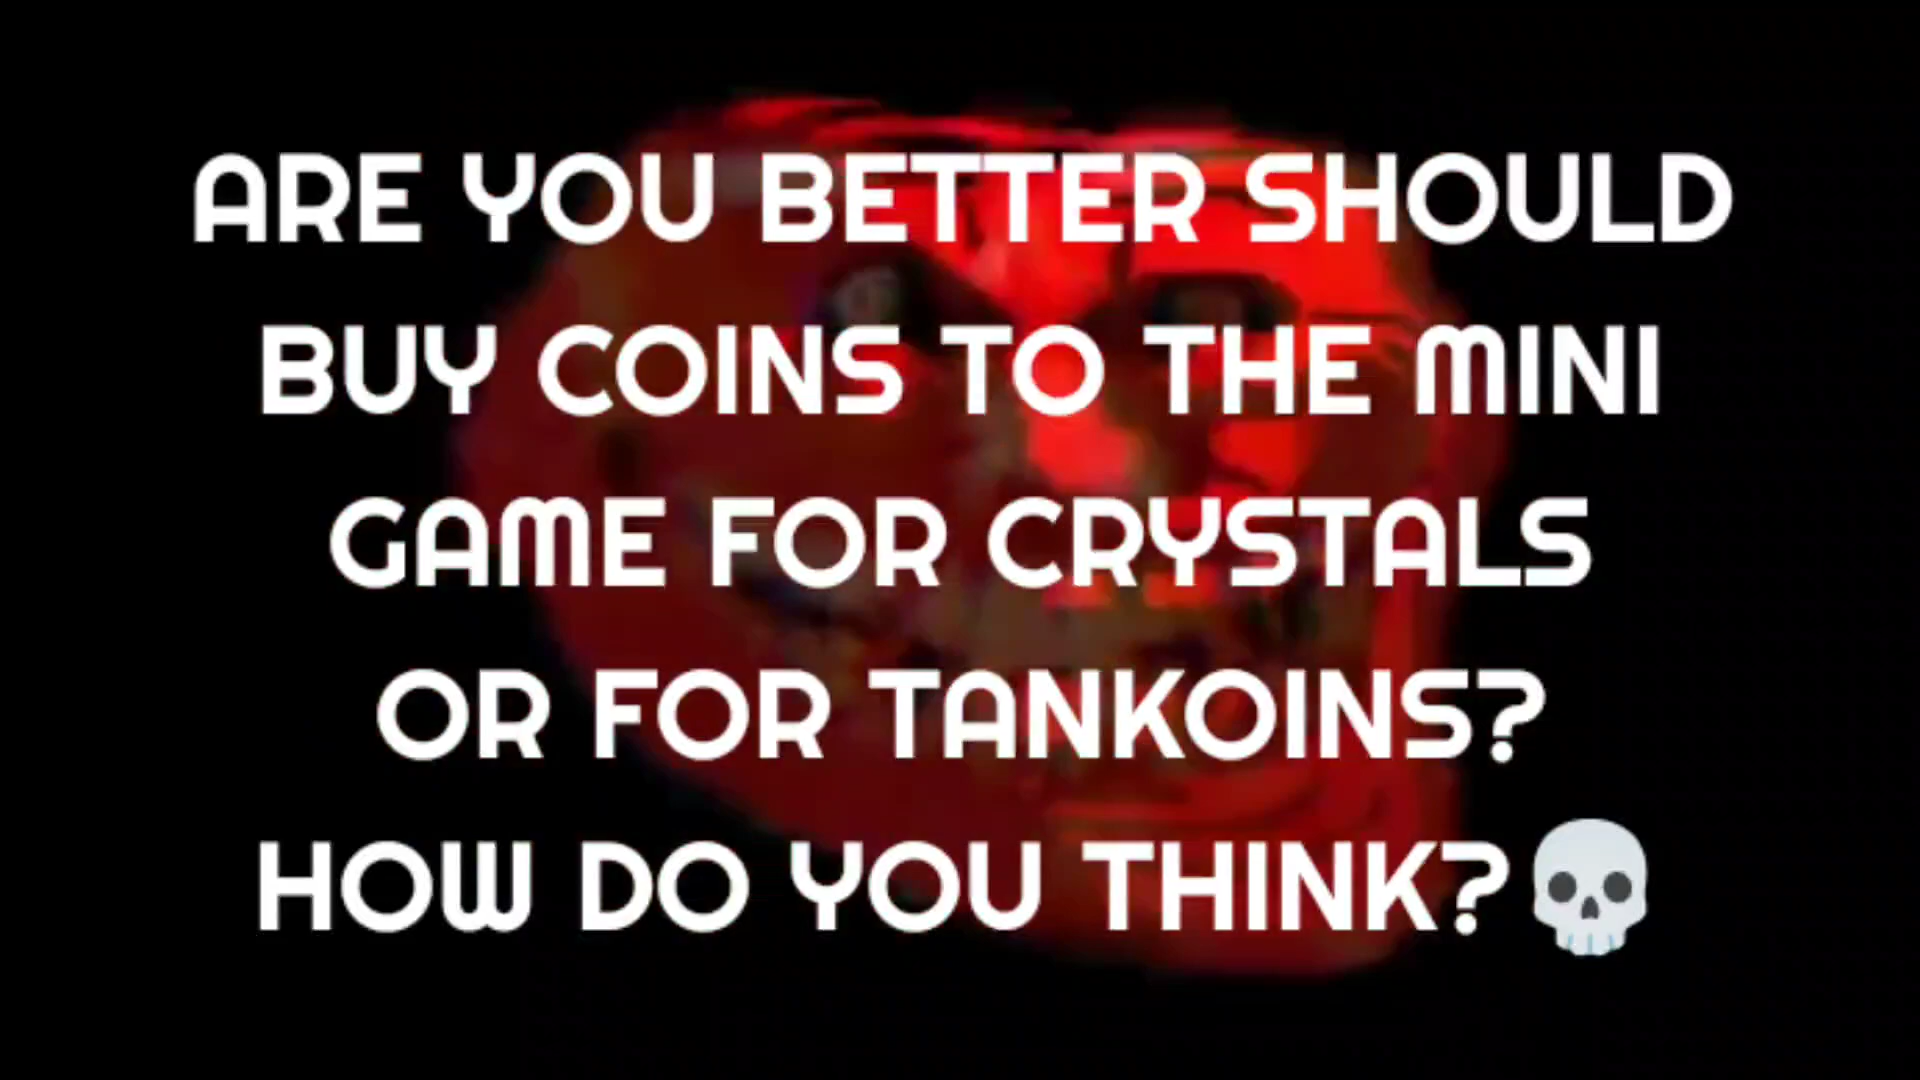 ARE YOU BETTER SHOULD
BUY COINS TO THE MINI
GAME FOR CRYSTALS
OR FOR TANKOINS?
HOW DO YOU THINK?💀